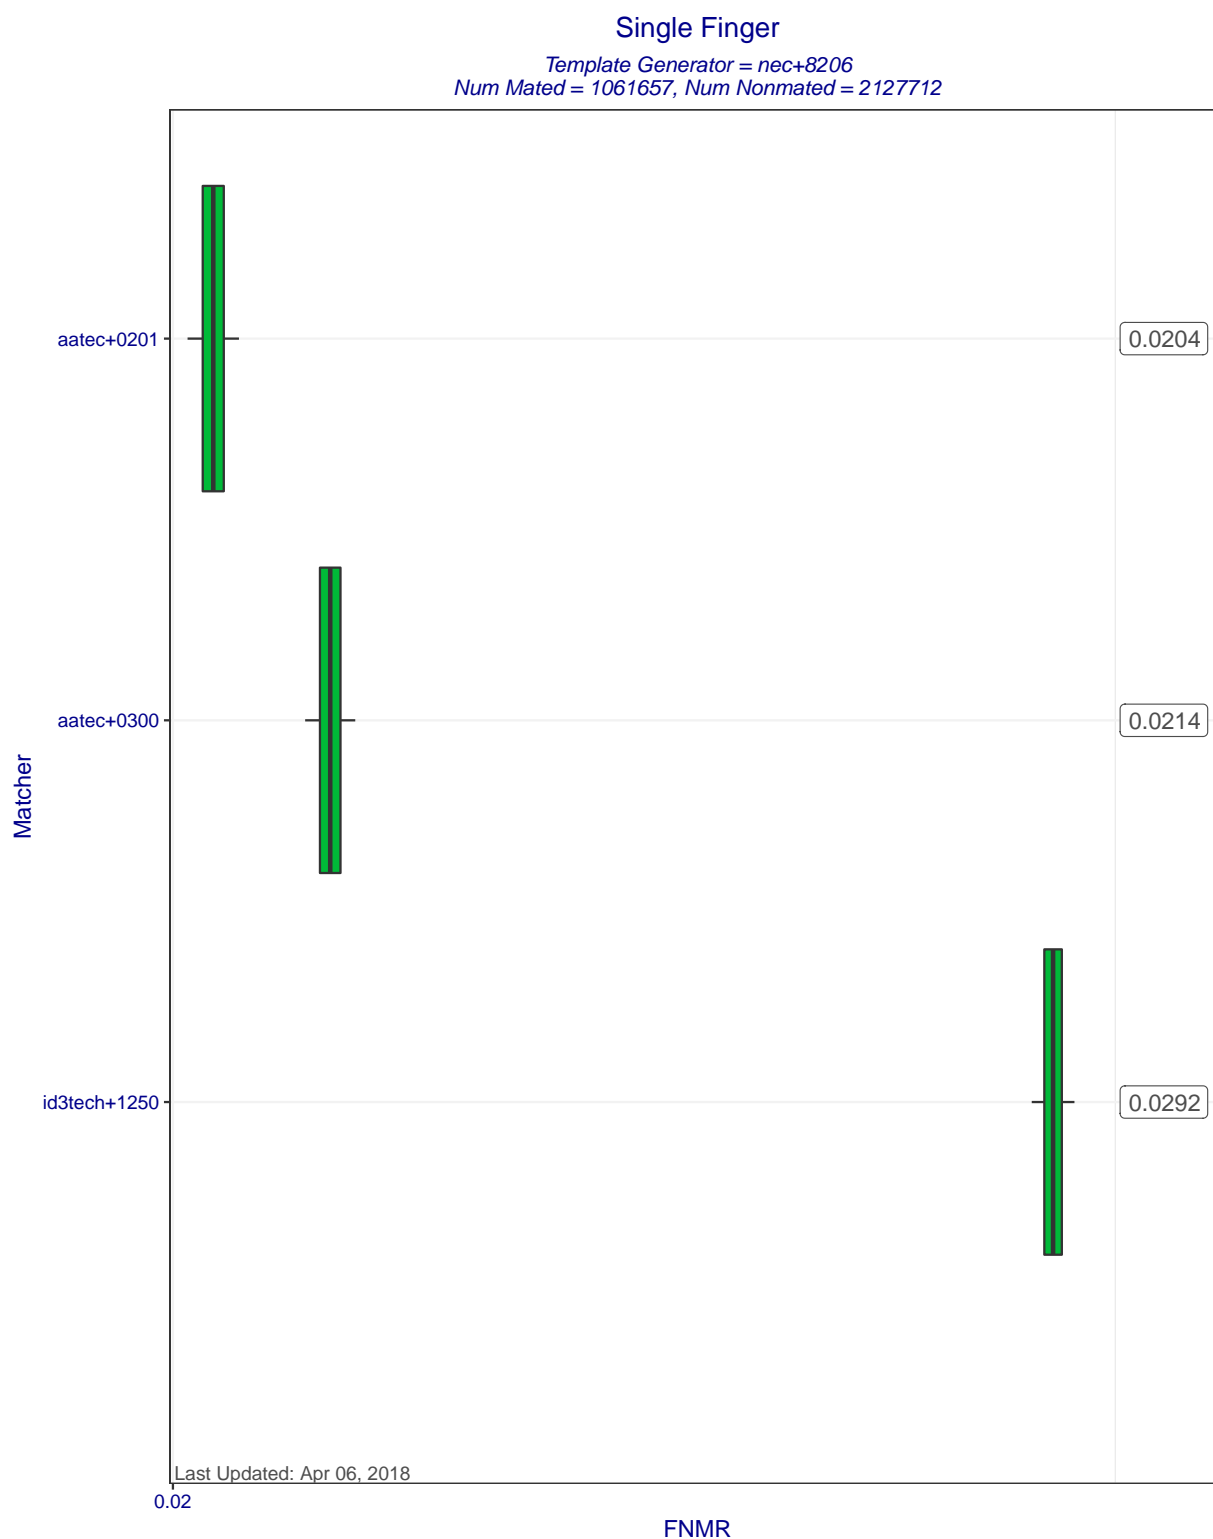 Single Finger
Template Generator = nec+8206
Num Mated = 1061657, Num Nonmated = 2127712
aatec+0201
0.0204
aatec+0300
0.0214
Matcher
id3tech+1250
0.0292
Last Updated: Apr 06, 2018
0.02
FNMR